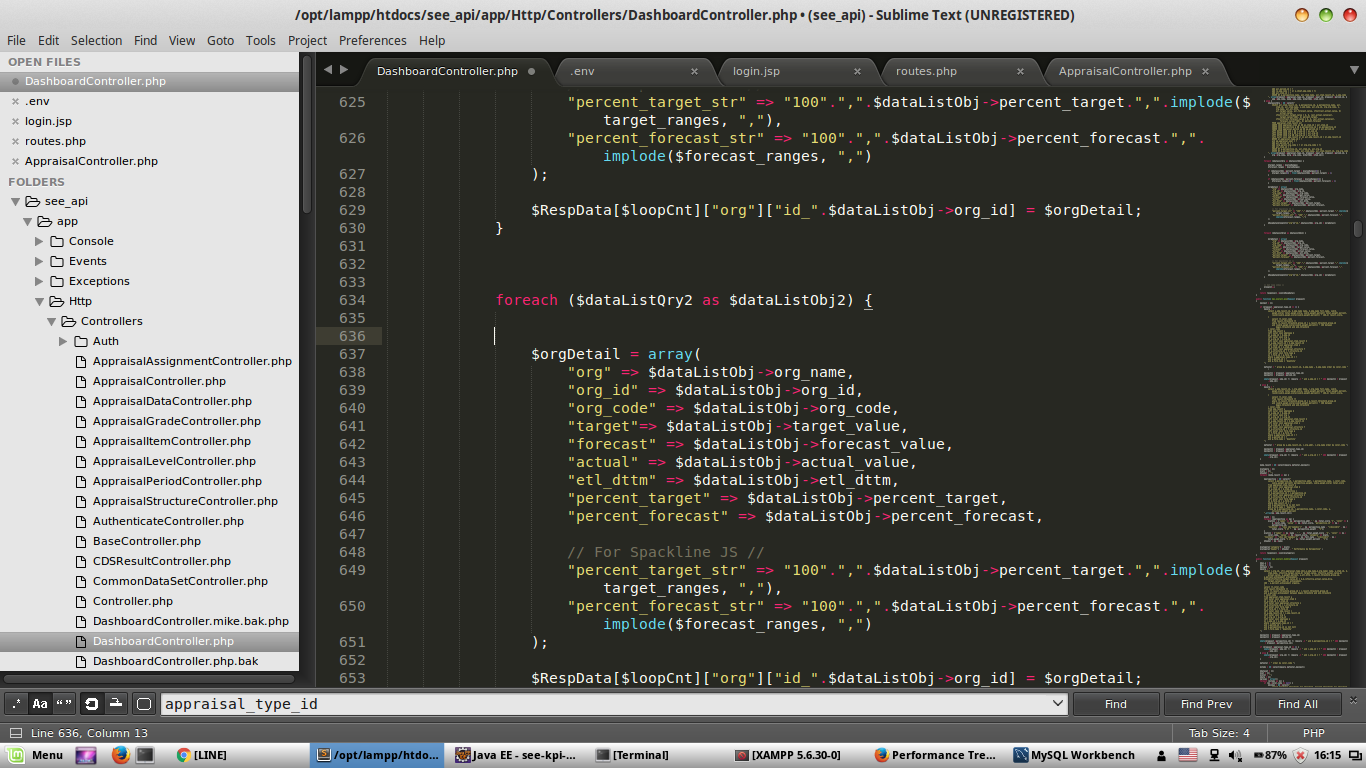 /opt/lampp/htdocs/see_api/app/Http/Controllers/DashboardController.php • (see_api) - Sublime Text (UNREGISTERED)
File Edit Selection Find View Goto Tools Project Preferences Help
OPEN FILES
DashboardController.php
.env
login.jsp
routes.php
AppraisalController.php
FOLDERS
see_api
app
Console
Events
Exceptions
Http
Controllers
Auth
AppraisalAssignmentController.php
AppraisalController.php
AppraisalDataController.php
AppraisalGradeController.php
AppraisalItemController.php
AppraisalLevelController.php
AppraisalPeriodController.php
AppraisalStructureController.php
AuthenticateController.php
BaseController.php
CDSResultController.php
CommonDataSetController.php
Controller.php
DashboardController.mike.bak.php
DashboardController.php
DashboardController.php.bak
DashboardController.php .env login.jsp routes.php AppraisalController.php
625 "percent_target_str" => "100".",".$dataListObj->percent_target.",".implode($
target_ranges, ","),
626 "percent_forecast_str" => "100".",".$dataListObj->percent_forecast.",".
implode($forecast_ranges, ",")
627 );
628
629 $RespData[$loopCnt]["org"]["id_".$dataListObj->org_id] = $orgDetail;
630 }
631
632
633
634 foreach ($dataListQry2 as $dataListObj2) {
635
636
637 $orgDetail = array(
638 "org" => $dataListObj->org_name,
639 "org_id" => $dataListObj->org_id,
640 "org_code" => $dataListObj->org_code,
641 "target"=> $dataListObj->target_value,
642 "forecast" => $dataListObj->forecast_value,
643 "actual" => $dataListObj->actual_value,
644 "etl_dttm" => $dataListObj->etl_dttm,
645 "percent_target" => $dataListObj->percent_target,
646 "percent_forecast" => $dataListObj->percent_forecast,
647
648 // For Spackline JS //
649 "percent_target_str" => "100".",".$dataListObj->percent_target.",".implode($
target_ranges, ","),
650 "percent_forecast_str" => "100".",".$dataListObj->percent_forecast.",".
implode($forecast_ranges, ",")
651 );
652
653 $RespData[$loopCnt]["org"]["id_".$dataListObj->org_id] = $orgDetail;
.* Aa “ ” appraisal_type_id Find Find Prev Find All
Line 636, Column 13 Tab Size: 4 PHP
Menu [LINE] /opt/lampp/htdo... Java EE - see-kpi-... [Terminal] [XAMPP 5.6.30-0] Performance Tre... MySQL Workbench 87% 16:15